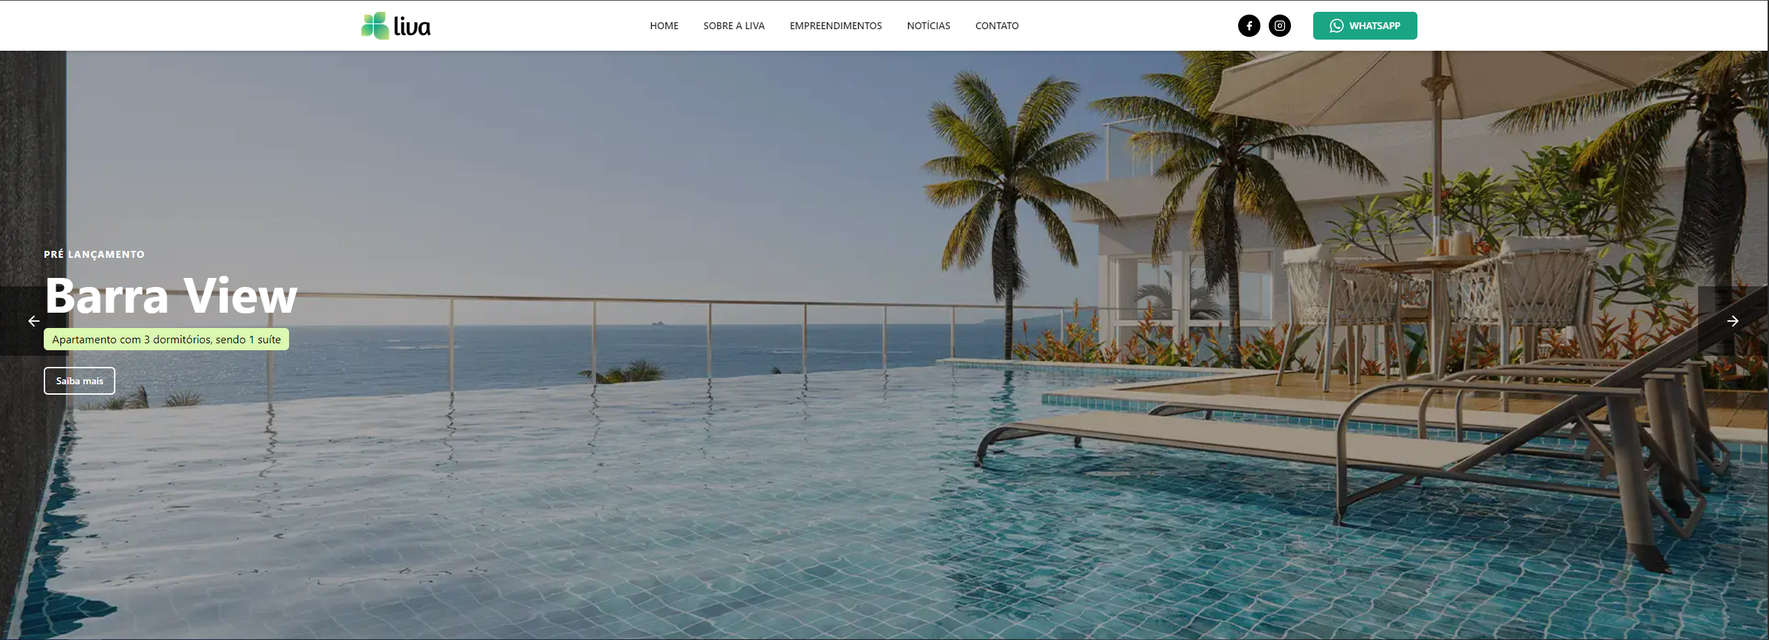 liva
HOME SOBRE A LIVA EMPREENDIMENTOS NOTÍCIAS CONTATO
WHATSAPP
PRÉ LANÇAMENTO
Barra View
Apartamento com 3 dormitórios, sendo 1 suíte
Saiba mais